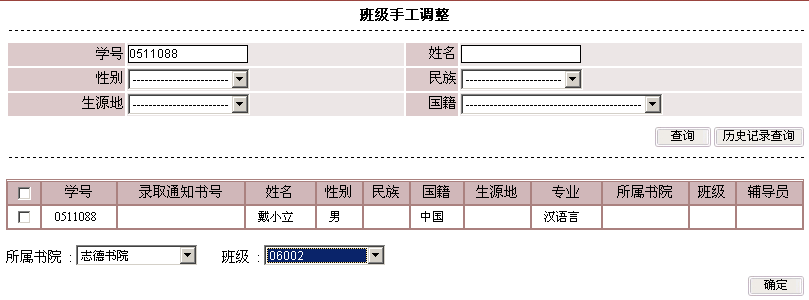 班级手工调整
学号 0511088 姓名
性别 ------------------------ 民族 ------------------------
生源地 ------------------------ 国籍 ------------------------
查询 历史记录查询
学号 录取通知书号 姓名 性别 民族 国籍 生源地 专业 所属书院 班级 辅导员
0511088 戴小立 男 中国 汉语言
所属书院 : 志德书院 班级 : 06002
确定